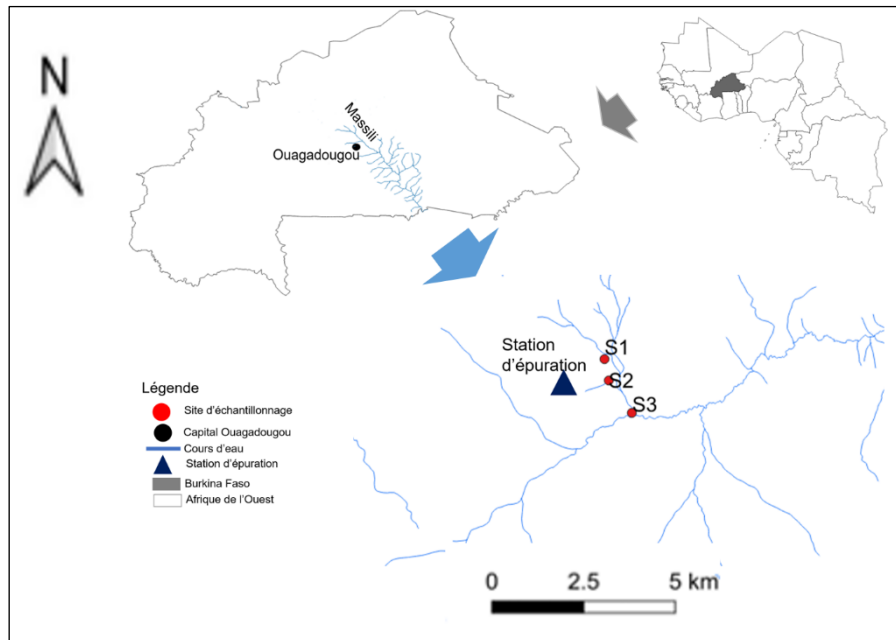 N
Massili
Ouagadougou
Station
d'épuration
S1
S2
S3
Légende
Site d'échantillonnage
Capital Ouagadougou
Cours d'eau
Station d'épuration
Burkina Faso
Afrique de l'Ouest
0 2.5 5 km